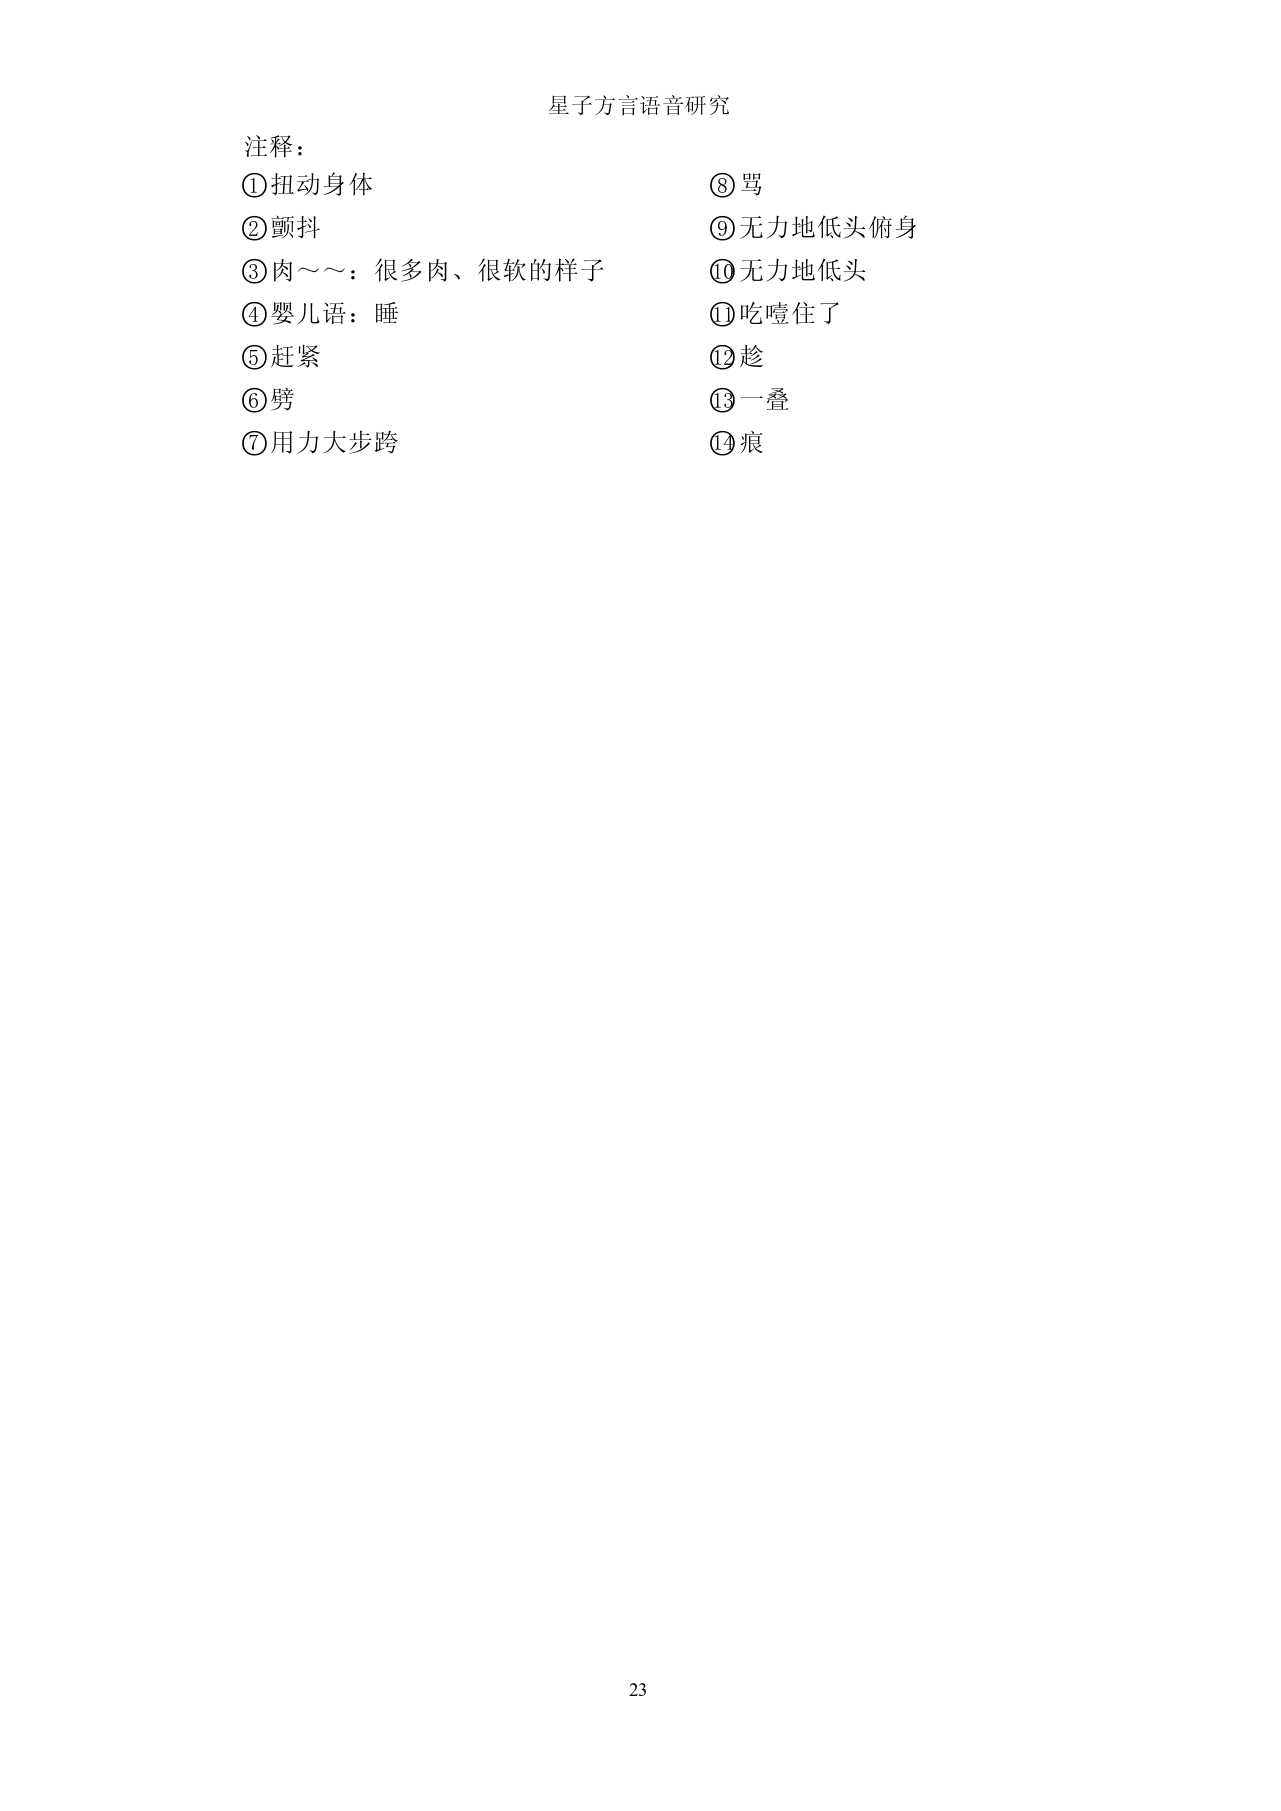 星子方言语音研究
注释：
①扭动身体
②颤抖
③肉～～：很多肉、很软的样子
④婴儿语：睡
⑤赶紧
⑥劈
⑦用力大步跨
⑧骂
⑨无力地低头俯身
⑩无力地低头
⑪吃噎住了
⑫趁
⑬一叠
⑭痕
23